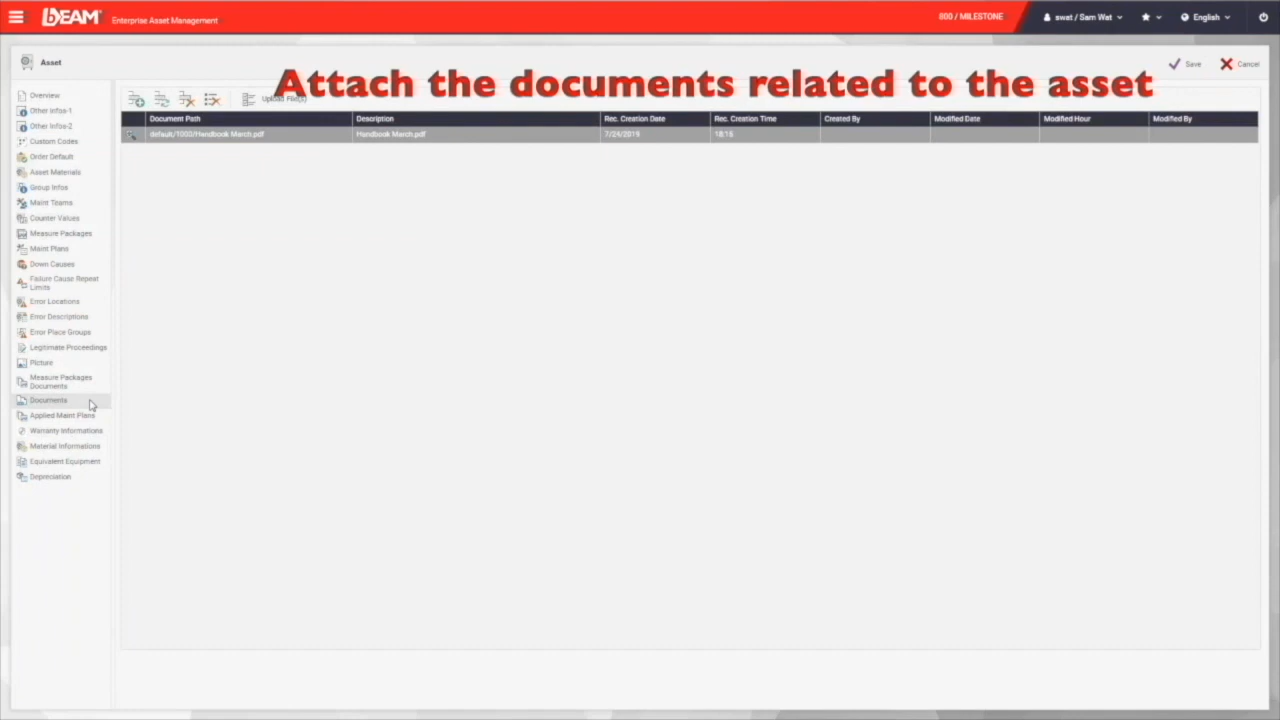 bEAM Enterprise Asset Management
800 / MILESTONE
swat / Sam Wat
English
Asset
Save
Cancel
Attach the documents related to the asset
Upload File(s)
Overview
Other Infos-1
Other Infos-2
Custom Codes
Order Default
Asset Materials
Group Infos
Maint Teams
Counter Values
Measure Packages
Maint Plans
Down Causes
Failure Cause Repeat
Limits
Error Locations
Error Descriptions
Error Place Groups
Legitimate Proceedings
Picture
Measure Packages
Documents
Documents
Applied Maint Plans
Warranty Informations
Material Informations
Equivalent Equipment
Depreciation
Document Path Description Rec. Creation Date Rec. Creation Time Created By Modified Date Modified Hour Modified By
default/1000/Handbook March.pdf Handbook March.pdf 7/24/2019 18:16